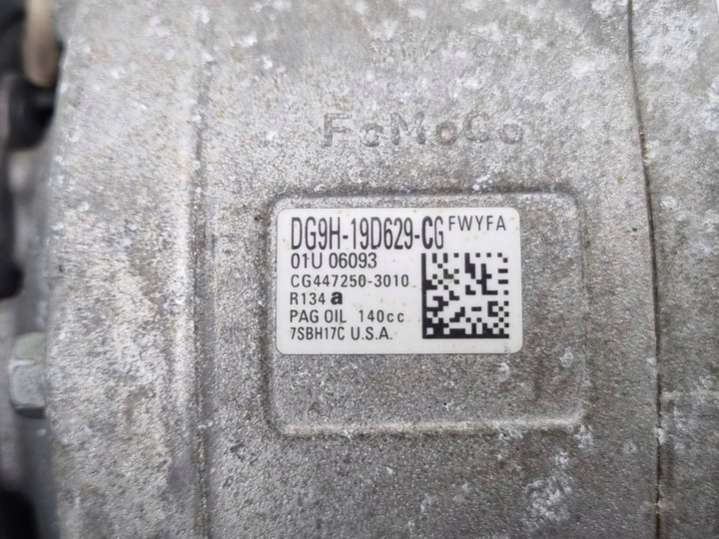 FoMoCo
DG9H-19D629-CG FWYFA
01U 06093
CG447250-3010
R134 a
PAG OIL 140cc
7SBH17C U.S.A.